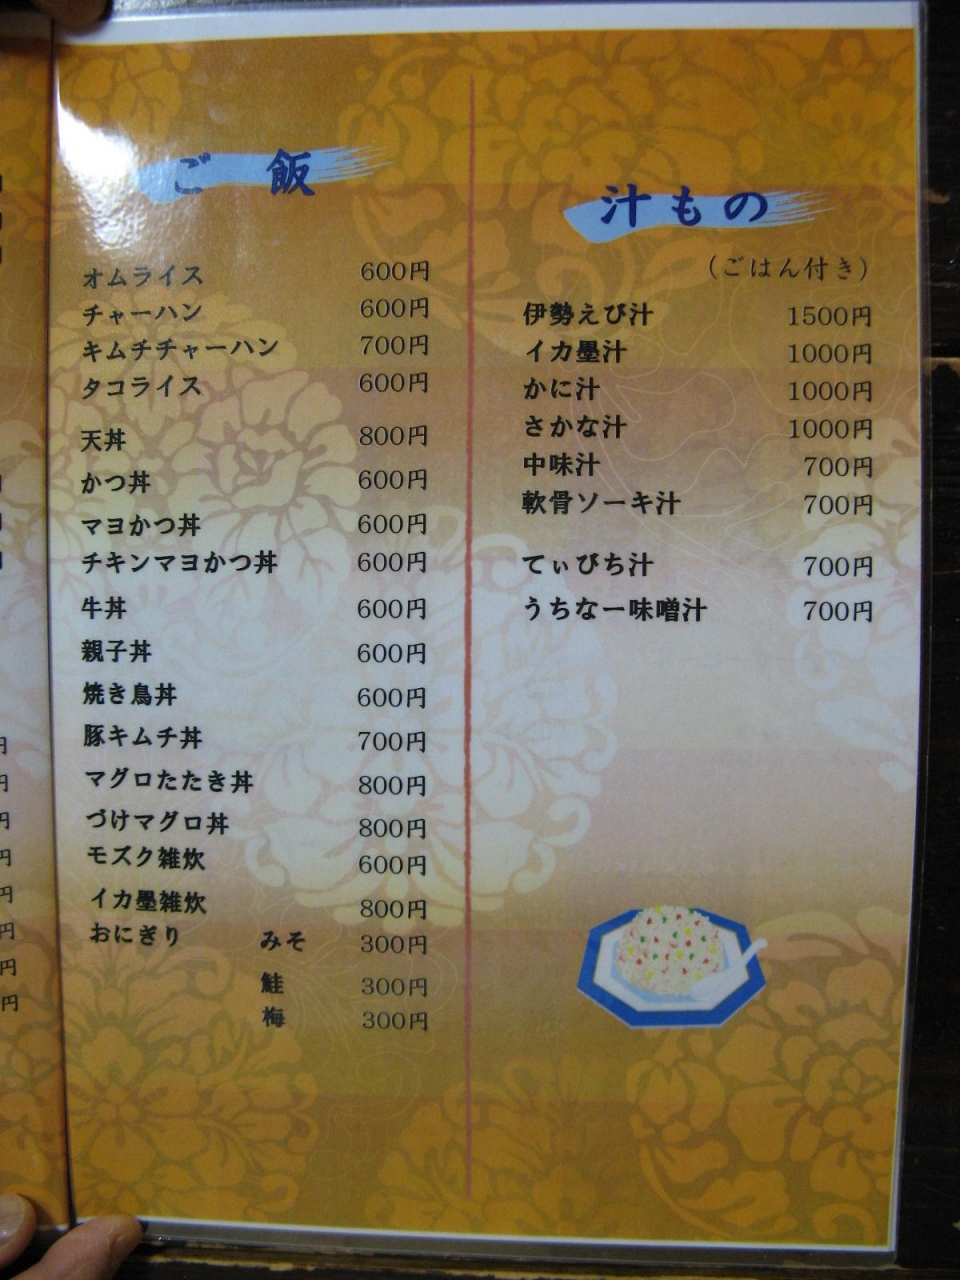 ご 飯
オムライス 600円
チャーハン 600円
キムチチャーハン 700円
タコライス 600円
天丼 800円
かつ丼 600円
マヨかつ丼 600円
チキンマヨかつ丼 600円
牛丼 600円
親子丼 600円
焼き鳥丼 600円
豚キムチ丼 700円
マグロたたき丼 800円
づけマグロ丼 800円
モズク雑炊 600円
イカ墨雑炊 800円
おにぎり みそ 300円
鮭 300円
梅 300円
汁もの
(ごはん付き)
伊勢えび汁 1500円
イカ墨汁 1000円
かに汁 1000円
さかな汁 1000円
中味汁 700円
軟骨ソーキ汁 700円
てぃびち汁 700円
うちなー味噌汁 700円